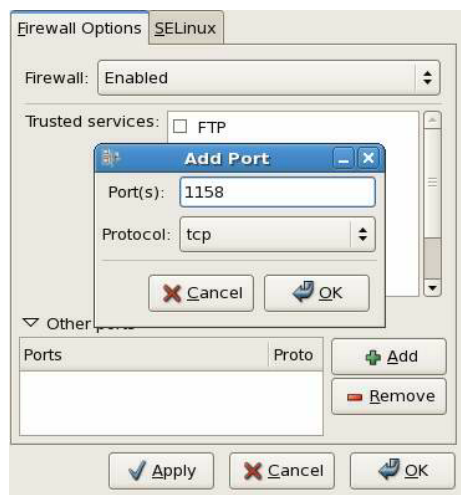 Firewall Options SELinux
Firewall: Enabled
Trusted services: FTP
Add Port
Port(s): 1158
Protocol: tcp
Cancel OK
Other
Ports Proto
Add
Remove
Apply Cancel OK